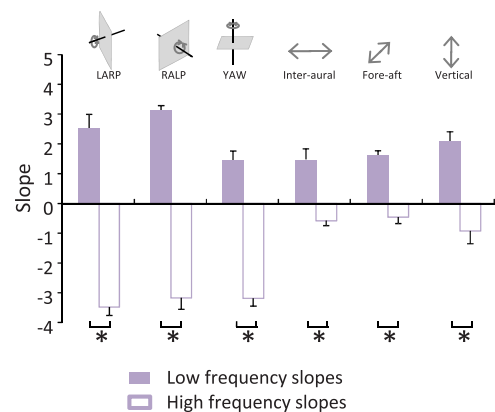 5
4
3
2
1
0
-1
-2
-3
-4
Slope
LARP RALP YAW Inter-aural Fore-aft Vertical
* * * * * *
Low frequency slopes
High frequency slopes